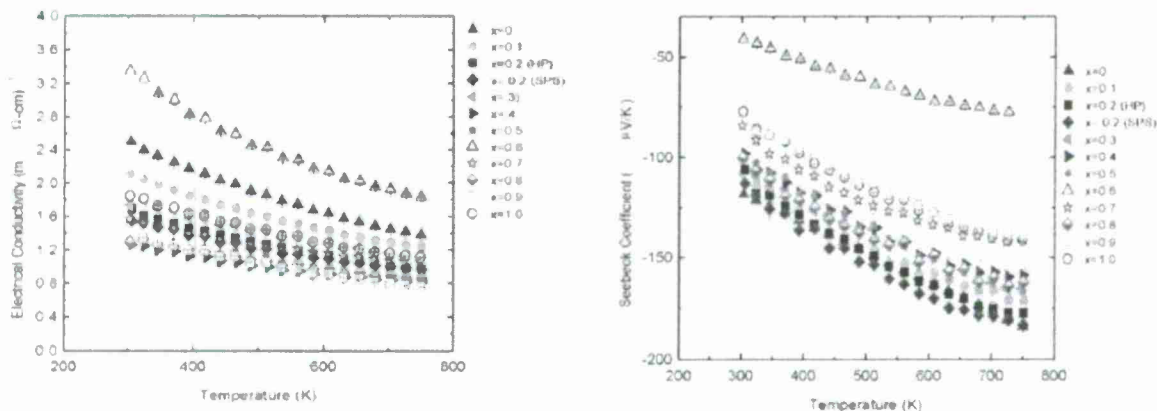 4.0
3.6
3.2
2.8
2.4
2.0
1.6
1.2
0.8
0.4
0.0
200
400
600
800
Temperature (K)
Electrical Conductivity (m Ω-cm)
x=0
x=0.1
x=0.2 (HP)
x=0.2 (SPS)
x=.3)
x=.4
x=0.5
x=0.6
x=0.7
x=0.8
x=0.9
x=1.0
-50
-100
-150
-200
200
300
400
500
600
700
800
Temperature (K)
Seebeck Coefficient ( μV/K)
x=0
x=0.1
x=0.2 (HP)
x=0.2 (SPS)
x=0.3
x=0.4
x=0.5
x=0.6
x=0.7
x=0.8
x=0.9
x=1.0